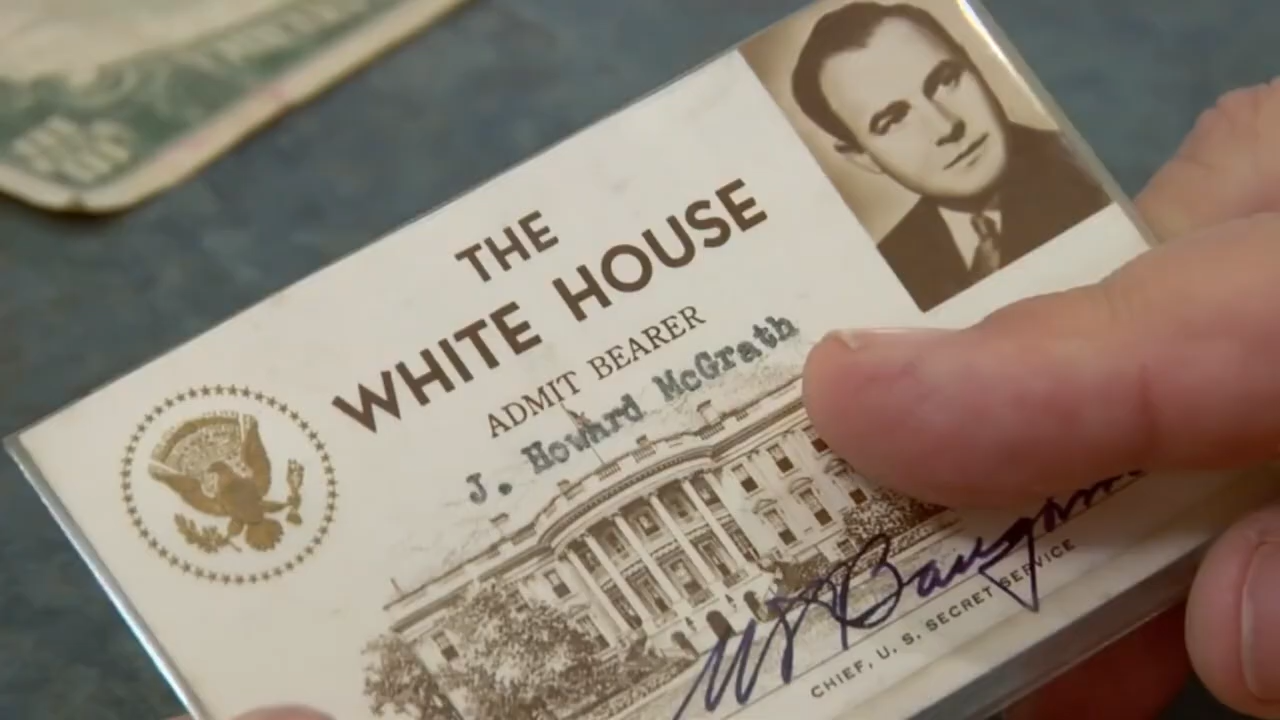 THE
WHITE HOUSE
ADMIT BEARER
J. Howard McGrath
CHIEF, U. S. SECRET SERVICE